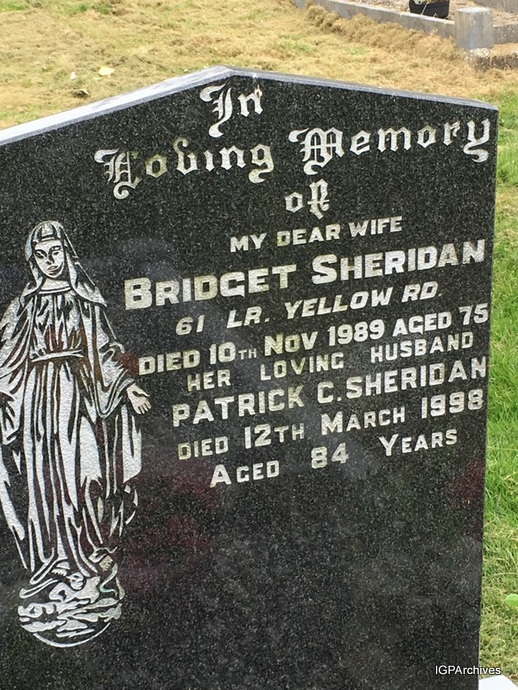 In
Loving Memory
of
MY DEAR WIFE
BRIDGET SHERIDAN
61 LR. YELLOW RD.
DIED 10TH NOV 1989 AGED 75
HER LOVING HUSBAND
PATRICK C. SHERIDAN
DIED 12TH MARCH 1998
AGED 84 YEARS
IGPArchives